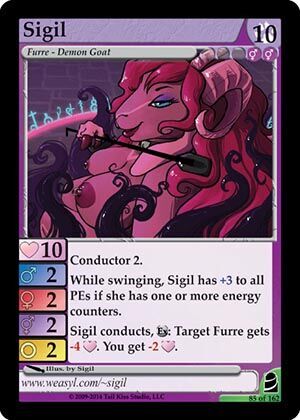 Sigil
10
Furre - Demon Goat
10
2
2
2
2
Conductor 2.
While swinging, Sigil has +3 to all
PEs if she has one or more energy
counters.
Sigil conducts, : Target Furre gets
-4 . You get -2 .
Illus. by Sigil
www.weasyl.com/~sigil
©2009-2014 Tail Kiss Studio, LLC
85 of 162